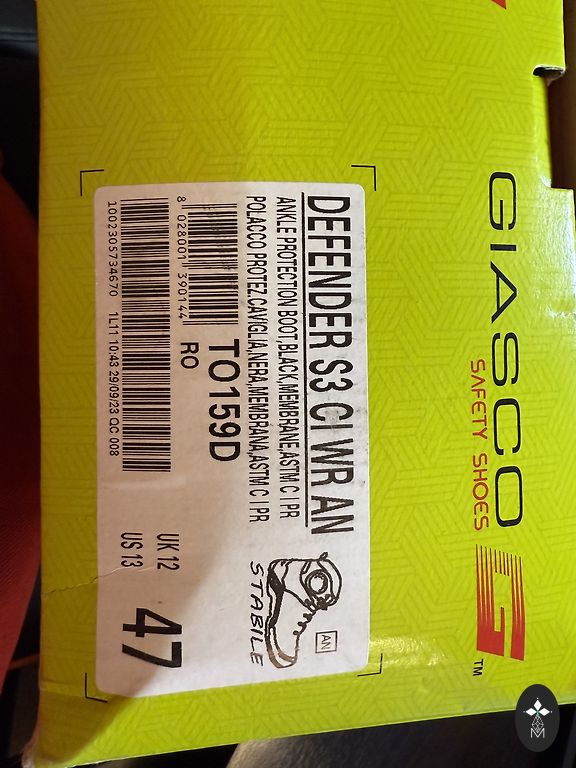 GIASCO
SAFETY SHOES
G
TM
DEFENDER S3 CI WR AN
ANKLE PROTECTION BOOT,BLACK,MEMBRANE,ASTM C I PR
POLACCO PROTEZ.CAVIGLIA,NERA,MEMBRANA,ASTM C I PR
AN
STABILE
8 028001 390144
TO159D
RO
1002305734670 1L11 10:43 29/09/23 QC 008
UK 12
US 13
47
M